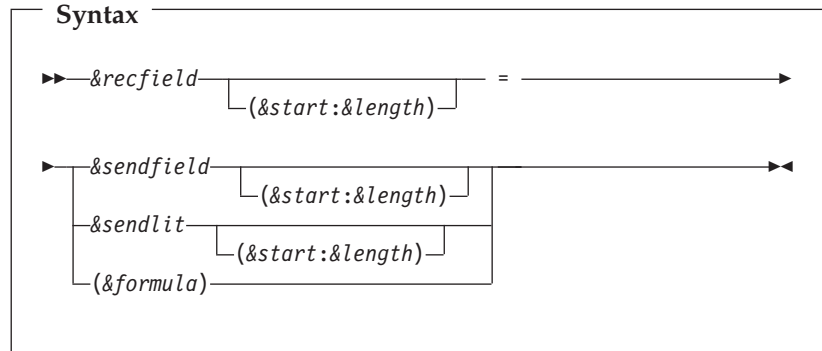 Syntax
&recfield =
(&start:&length)
&sendfield
(&start:&length)
&sendlit
(&start:&length)
(&formula)